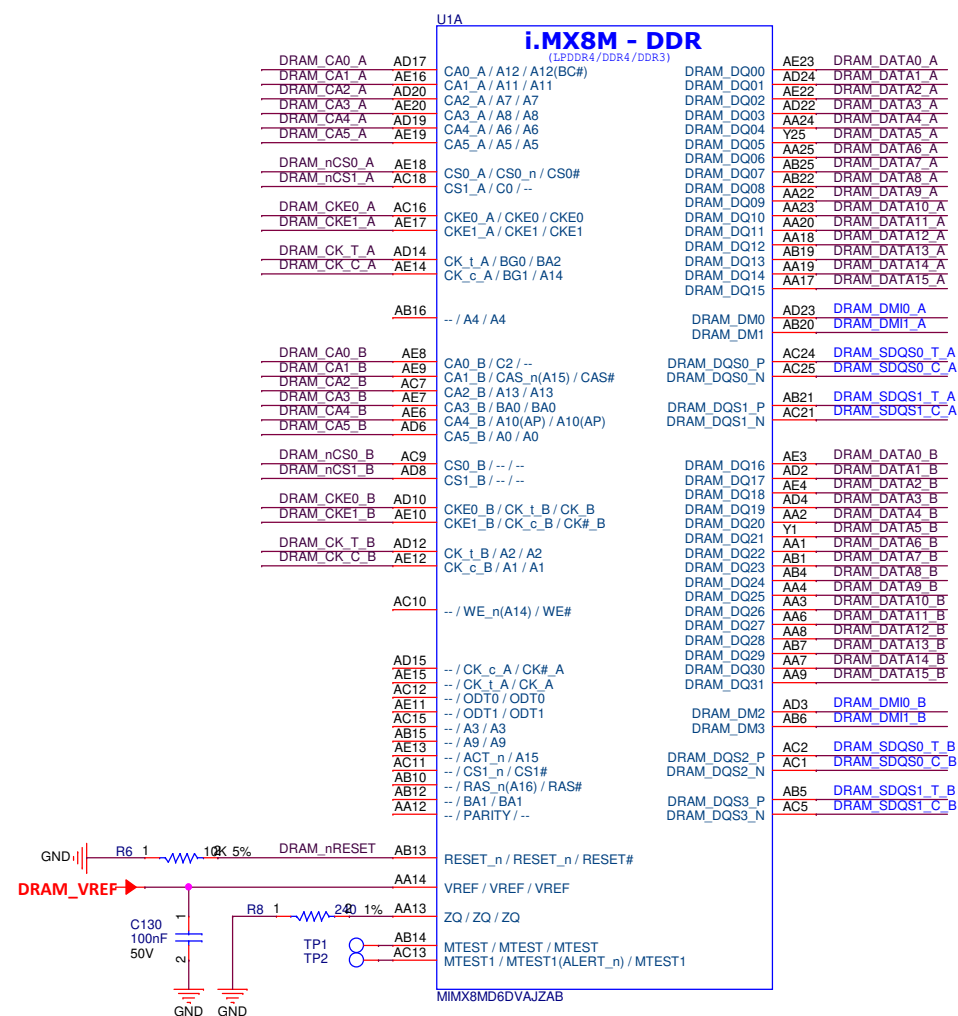 U1A
i.MX8M - DDR
(LPDDR4/DDR4/DDR3)
DRAM_CA0_A AD17 CA0_A / A12 / A12(BC#)
DRAM_CA1_A AE16 CA1_A / A11 / A11
DRAM_CA2_A AD20 CA2_A / A7 / A7
DRAM_CA3_A AE20 CA3_A / A8 / A8
DRAM_CA4_A AD19 CA4_A / A6 / A6
DRAM_CA5_A AE19 CA5_A / A5 / A5
DRAM_nCS0_A AE18 CS0_A / CS0_n / CS0#
DRAM_nCS1_A AC18 CS1_A / C0 / --
DRAM_CKE0_A AC16 CKE0_A / CKE0 / CKE0
DRAM_CKE1_A AE17 CKE1_A / CKE1 / CKE1
DRAM_CK_T_A AD14 CK_t_A / BG0 / BA2
DRAM_CK_C_A AE14 CK_c_A / BG1 / A14
AB16 -- / A4 / A4
DRAM_CA0_B AE8 CA0_B / C2 / --
DRAM_CA1_B AE9 CA1_B / CAS_n(A15) / CAS#
DRAM_CA2_B AC7 CA2_B / A13 / A13
DRAM_CA3_B AE7 CA3_B / BA0 / BA0
DRAM_CA4_B AE6 CA4_B / A10(AP) / A10(AP)
DRAM_CA5_B AD6 CA5_B / A0 / A0
DRAM_nCS0_B AC9 CS0_B / -- / --
DRAM_nCS1_B AD8 CS1_B / -- / --
DRAM_CKE0_B AD10 CKE0_B / CK_t_B / CK_B
DRAM_CKE1_B AE10 CKE1_B / CK_c_B / CK#_B
DRAM_CK_T_B AD12 CK_t_B / A2 / A2
DRAM_CK_C_B AE12 CK_c_B / A1 / A1
AC10 -- / WE_n(A14) / WE#
AD15 -- / CK_c_A / CK#_A
AE15 -- / CK_t_A / CK_A
AC12 -- / ODT0 / ODT0
AE11 -- / ODT1 / ODT1
AC15 -- / A3 / A3
AB15 -- / A9 / A9
AE13 -- / ACT_n / A15
AC11 -- / CS1_n / CS1#
AB10 -- / RAS_n(A16) / RAS#
AB12 -- / BA1 / BA1
AA12 -- / PARITY / --
GND R6 1 2 10K 5% DRAM_nRESET AB13 RESET_n / RESET_n / RESET#
DRAM_VREF AA14 VREF / VREF / VREF
R8 1 2 240 1% AA13 ZQ / ZQ / ZQ
TP1 AB14 MTEST / MTEST / MTEST
TP2 AC13 MTEST1 / MTEST1(ALERT_n) / MTEST1
1
C130
100nF
50V
2
GND GND
DRAM_DQ00 AE23 DRAM_DATA0_A
DRAM_DQ01 AD24 DRAM_DATA1_A
DRAM_DQ02 AE22 DRAM_DATA2_A
DRAM_DQ03 AD22 DRAM_DATA3_A
DRAM_DQ04 AA24 DRAM_DATA4_A
DRAM_DQ05 Y25 DRAM_DATA5_A
DRAM_DQ06 AA25 DRAM_DATA6_A
DRAM_DQ07 AB25 DRAM_DATA7_A
DRAM_DQ08 AB22 DRAM_DATA8_A
DRAM_DQ09 AA22 DRAM_DATA9_A
DRAM_DQ10 AA23 DRAM_DATA10_A
DRAM_DQ11 AA20 DRAM_DATA11_A
DRAM_DQ12 AA18 DRAM_DATA12_A
DRAM_DQ13 AB19 DRAM_DATA13_A
DRAM_DQ14 AA19 DRAM_DATA14_A
DRAM_DQ15 AA17 DRAM_DATA15_A
DRAM_DM0 AD23 DRAM_DMI0_A
DRAM_DM1 AB20 DRAM_DMI1_A
DRAM_DQS0_P AC24 DRAM_SDQS0_T_A
DRAM_DQS0_N AC25 DRAM_SDQS0_C_A
DRAM_DQS1_P AB21 DRAM_SDQS1_T_A
DRAM_DQS1_N AC21 DRAM_SDQS1_C_A
DRAM_DQ16 AE3 DRAM_DATA0_B
DRAM_DQ17 AD2 DRAM_DATA1_B
DRAM_DQ18 AE4 DRAM_DATA2_B
DRAM_DQ19 AD4 DRAM_DATA3_B
DRAM_DQ20 AA2 DRAM_DATA4_B
DRAM_DQ21 Y1 DRAM_DATA5_B
DRAM_DQ22 AA1 DRAM_DATA6_B
DRAM_DQ23 AB1 DRAM_DATA7_B
DRAM_DQ24 AB4 DRAM_DATA8_B
DRAM_DQ25 AA4 DRAM_DATA9_B
DRAM_DQ26 AA3 DRAM_DATA10_B
DRAM_DQ27 AA6 DRAM_DATA11_B
DRAM_DQ28 AA8 DRAM_DATA12_B
DRAM_DQ29 AB7 DRAM_DATA13_B
DRAM_DQ30 AA7 DRAM_DATA14_B
DRAM_DQ31 AA9 DRAM_DATA15_B
DRAM_DM2 AD3 DRAM_DMI0_B
DRAM_DM3 AB6 DRAM_DMI1_B
DRAM_DQS2_P AC2 DRAM_SDQS0_T_B
DRAM_DQS2_N AC1 DRAM_SDQS0_C_B
DRAM_DQS3_P AB5 DRAM_SDQS1_T_B
DRAM_DQS3_N AC5 DRAM_SDQS1_C_B
MIMX8MD6DVAJZAB